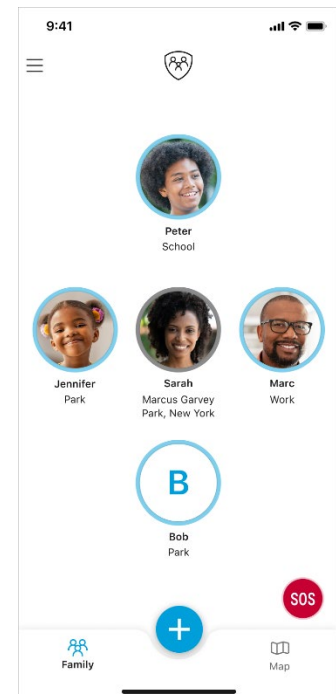 9:41
Peter
School
Jennifer
Park
Sarah
Marcus Garvey
Park, New York
Marc
Work
B
Bob
Park
SOS
+
Family
Map